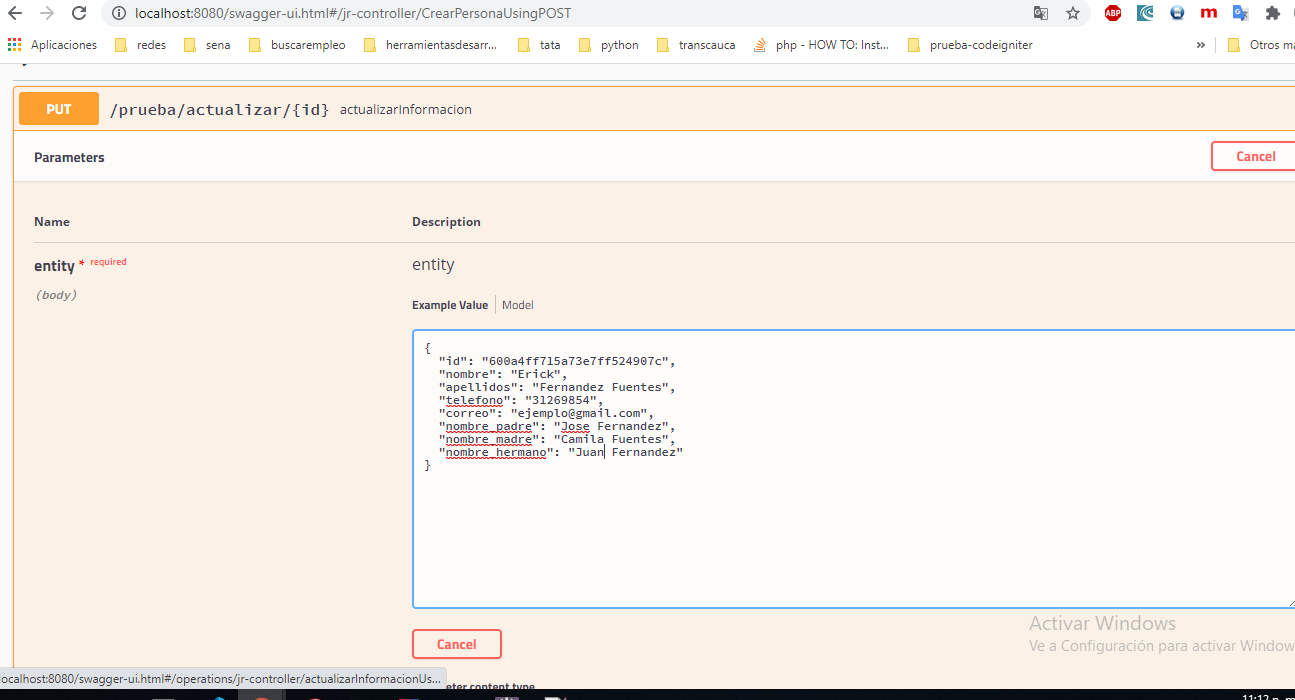 localhost:8080/swagger-ui.html#/jr-controller/CrearPersonaUsingPOST
ABP m
Aplicaciones redes sena buscarempleo herramientasdesarr... tata python transcauca php - HOW TO: Inst... prueba-codeigniter » Otros ma
PUT /prueba/actualizar/{id} actualizarInformacion
Parameters Cancel
Name Description
entity * required entity
(body)
Example Value Model
{
"id": "600a4ff715a73e7ff524907c",
"nombre": "Erick",
"apellidos": "Fernandez Fuentes",
"telefono": "31269854",
"correo": "ejemplo@gmail.com",
"nombre_padre": "Jose Fernandez",
"nombre_madre": "Camila Fuentes",
"nombre_hermano": "Juan Fernandez"
}
Activar Windows
Ve a Configuración para activar Window
Cancel
localhost:8080/swagger-ui.html#/operations/jr-controller/actualizarInformacionUs...
eter content type